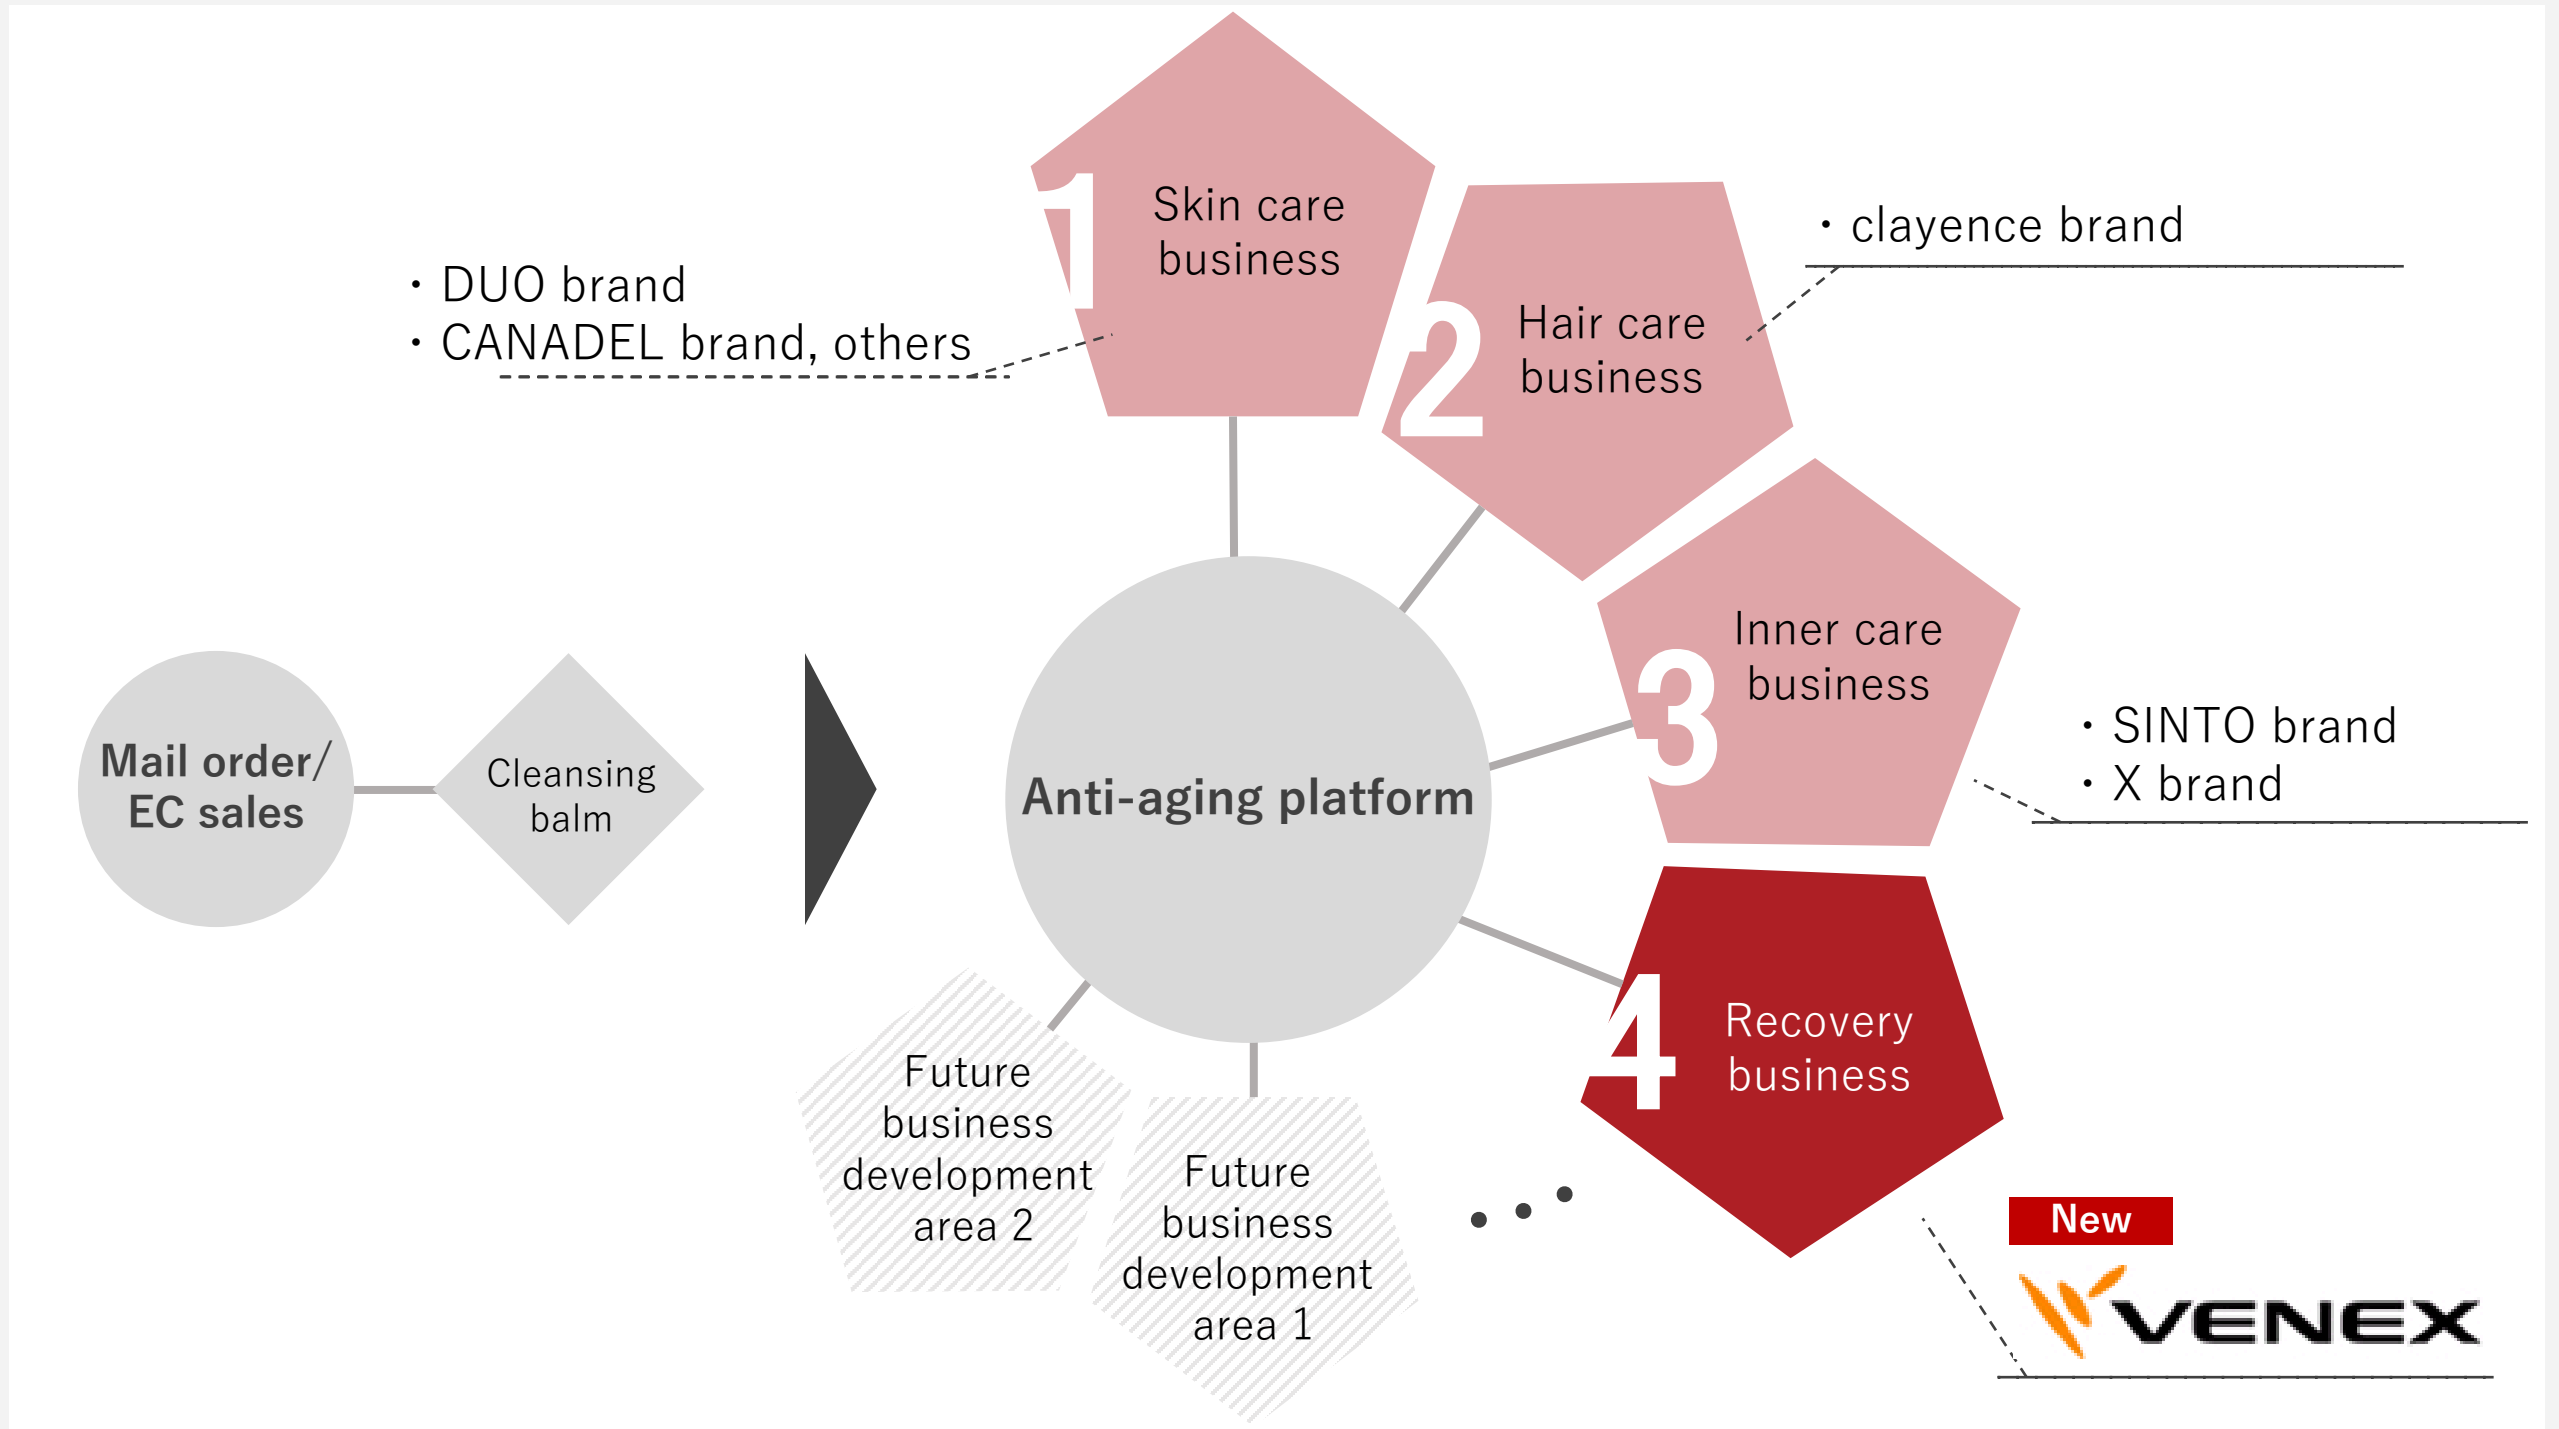 1
Skin care
business
・DUO brand
・CANADEL brand, others
2
Hair care
business
・clayence brand
3
Inner care
business
・SINTO brand
・X brand
Mail order/
EC sales
Cleansing
balm
Anti-aging platform
4
Recovery
business
New
VENEX
Future
business
development
area 2
Future
business
development
area 1